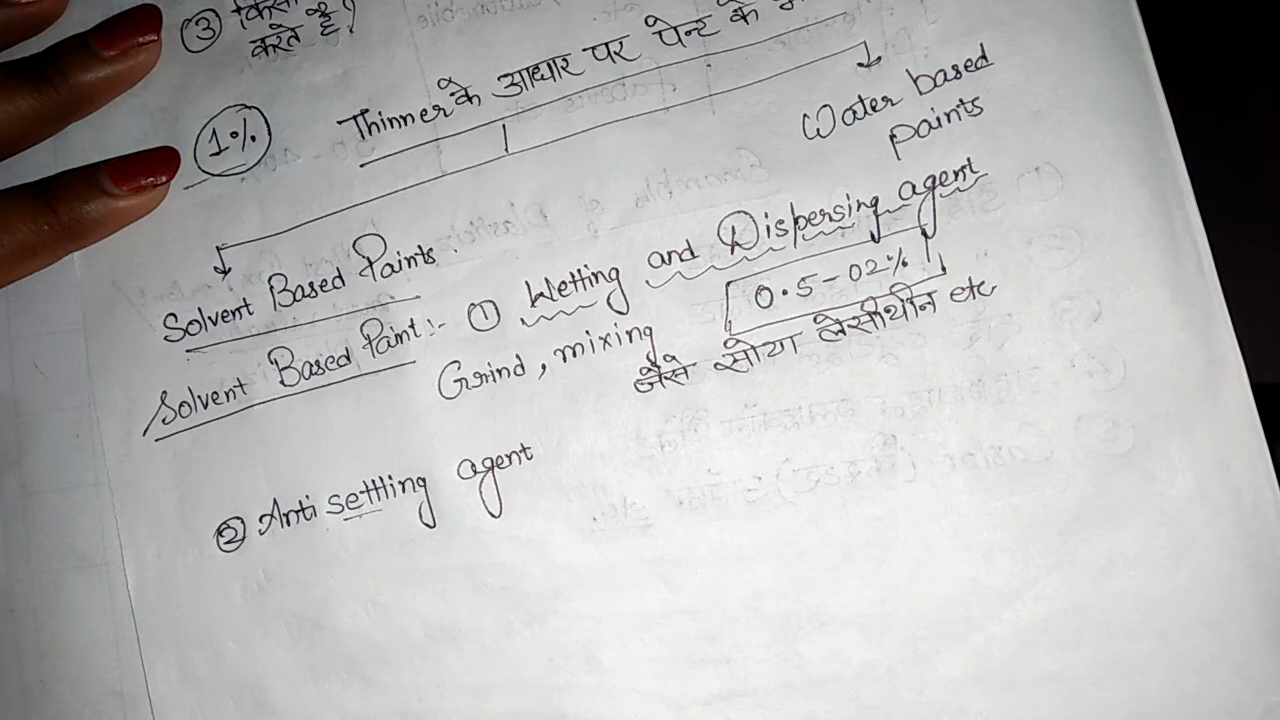 ③ किस
करते है?
1% Thinner के आधार पर पेन्ट के
Water based
paints
Solvent Based Paints.
Solvent Based Paint:- ① Wetting and Dispersing agent
Grind, mixing 0.5-02%
जैसे सोया लेसीथीन etc
② Anti settling agent